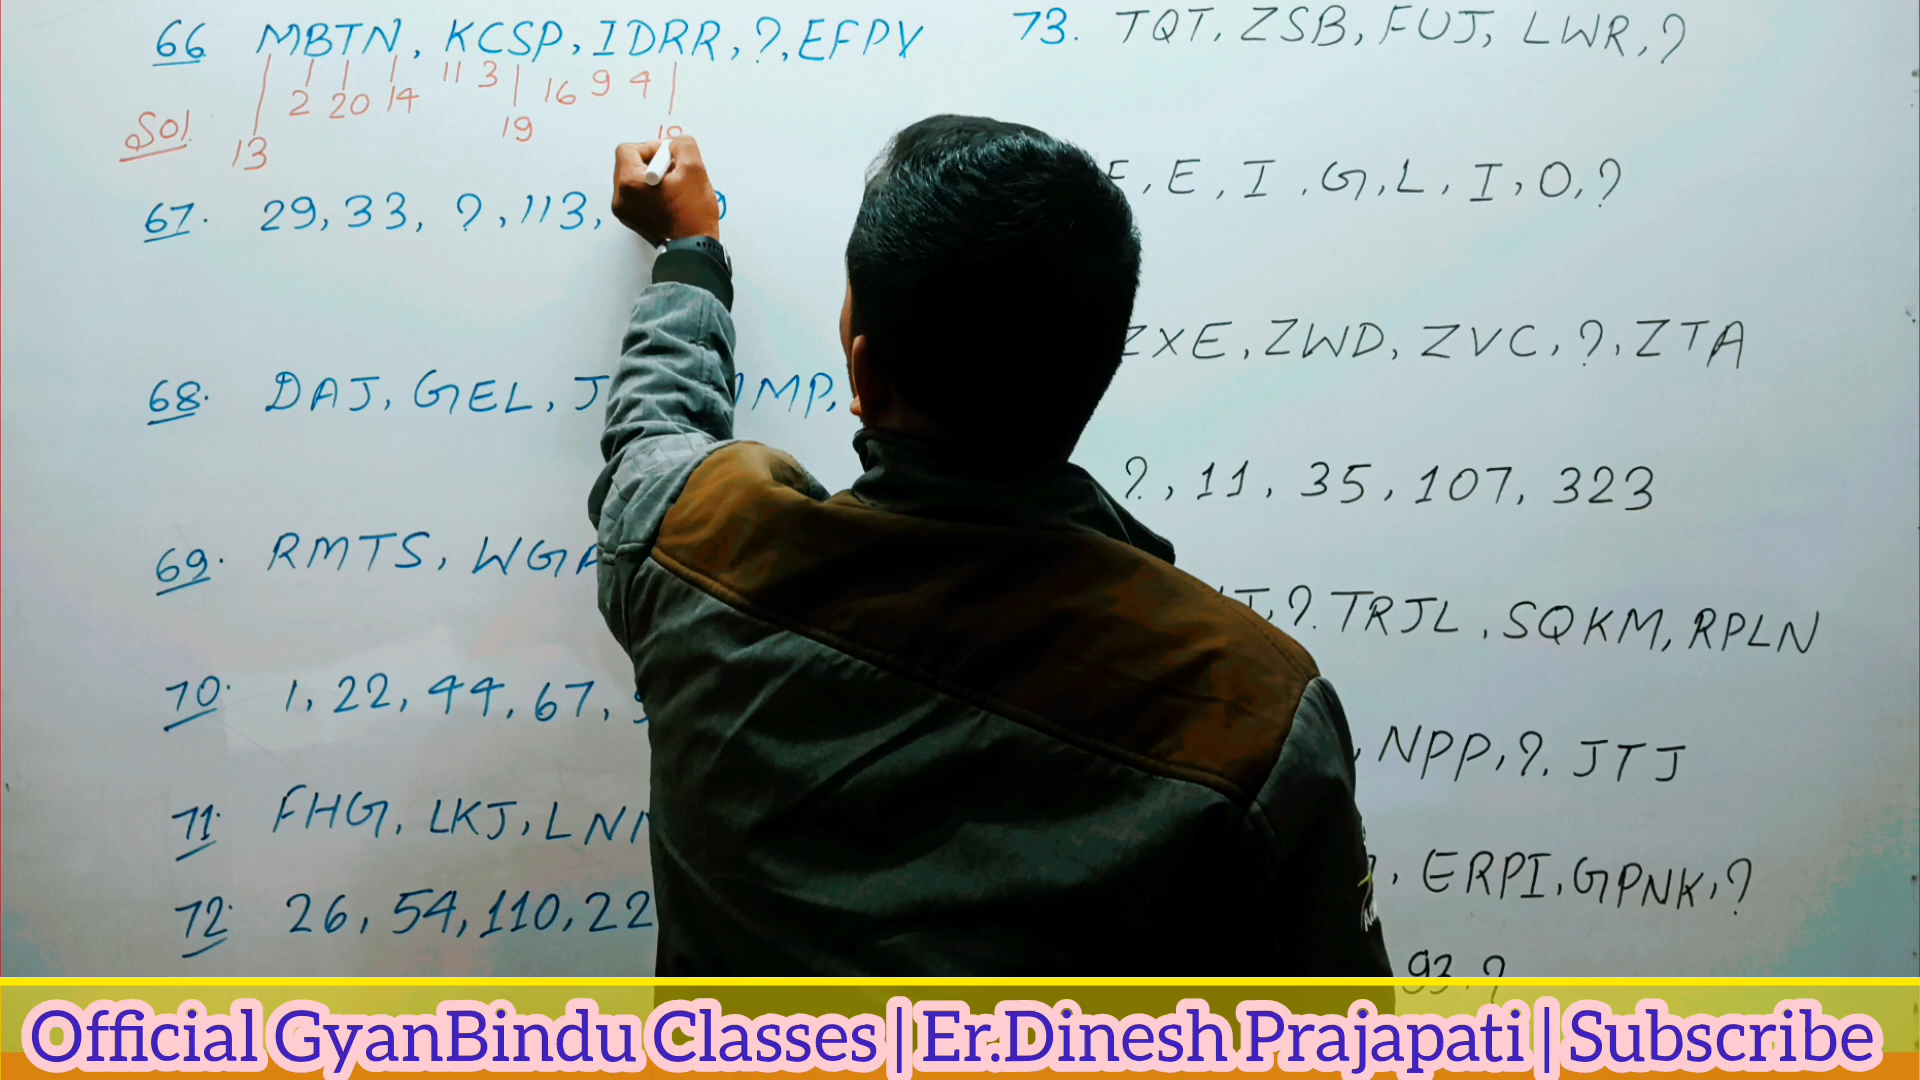 66 MBTN, KCSP, IDRR, ?, EFPV
2 20 14 11 3 16 9 4
Sol 13 19 18
67. 29, 33, ?, 113,
68. DAJ, GEL, J MP,
69. RMTS, WG
70. 1, 22, 44, 67,
71. FHG, LKJ, LN
72. 26, 54, 110, 22
73. TQT, ZSB, FUJ, LWR, ?
, E, I, G, L, I, O, ?
ZXE, ZWD, ZVC, ?, ZTA
?, 11, 35, 107, 323
, ?. TRJL, SQKM, RPLN
, NPP, ?. JTJ
, ERPI, GPNK, ?
93, ?
Official GyanBindu Classes | Er.Dinesh Prajapati | Subscribe